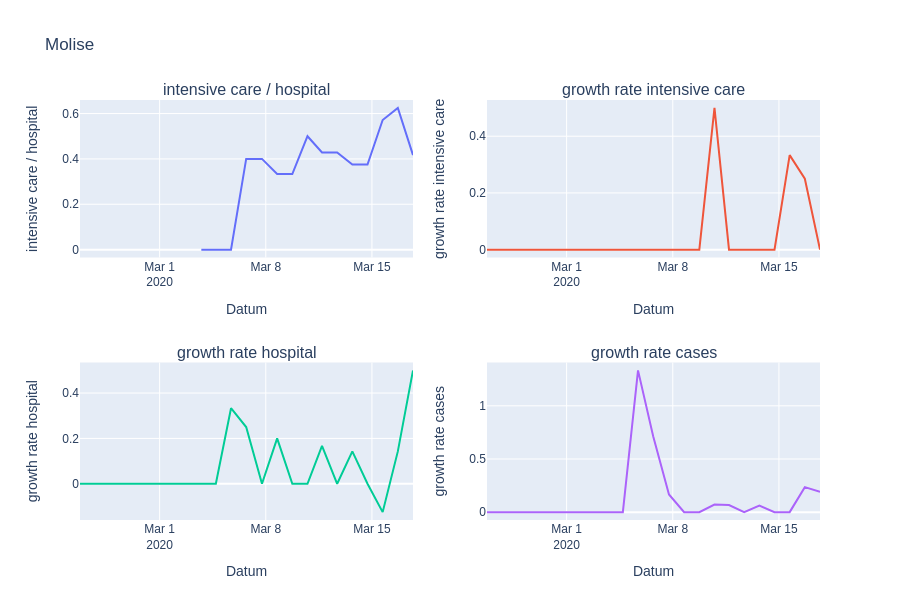 Molise
intensive care / hospital
intensive care / hospital
0.6
0.4
0.2
0
Mar 1
2020
Mar 8
Mar 15
Datum
growth rate intensive care
growth rate intensive care
0.4
0.2
0
Mar 1
2020
Mar 8
Mar 15
Datum
growth rate hospital
growth rate hospital
0.4
0.2
0
Mar 1
2020
Mar 8
Mar 15
Datum
growth rate cases
growth rate cases
1
0.5
0
Mar 1
2020
Mar 8
Mar 15
Datum